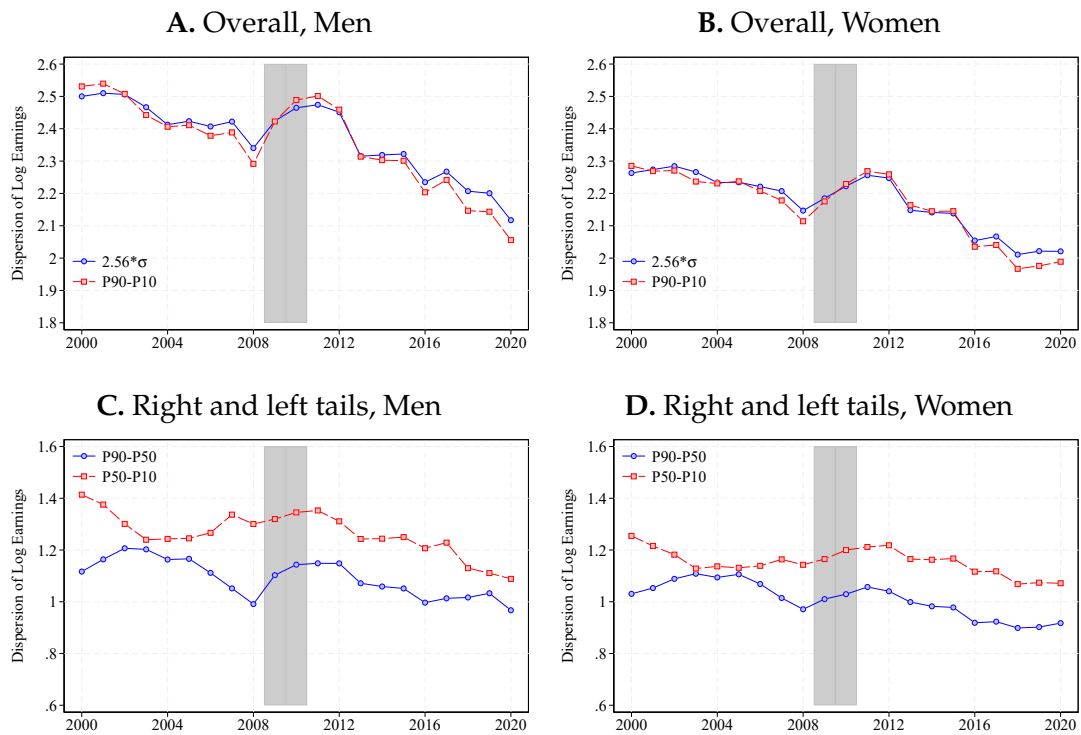 A. Overall, Men
2.6
2.5
2.4
2.3
2.2
2.1
2
1.9
1.8
Dispersion of Log Earnings
2.56*σ
P90-P10
2000 2004 2008 2012 2016 2020
B. Overall, Women
2.6
2.5
2.4
2.3
2.2
2.1
2
1.9
1.8
Dispersion of Log Earnings
2.56*σ
P90-P10
2000 2004 2008 2012 2016 2020
C. Right and left tails, Men
1.6
1.4
1.2
1
.8
.6
Dispersion of Log Earnings
P90-P50
P50-P10
2000 2004 2008 2012 2016 2020
D. Right and left tails, Women
1.6
1.4
1.2
1
.8
.6
Dispersion of Log Earnings
P90-P50
P50-P10
2000 2004 2008 2012 2016 2020